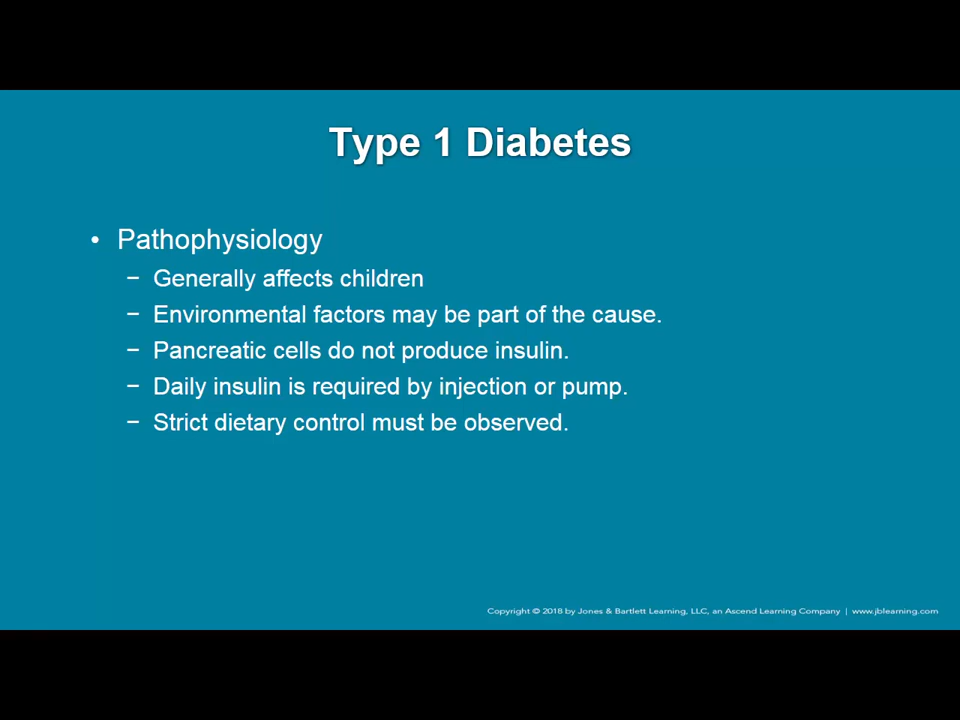 Type 1 Diabetes
• Pathophysiology
– Generally affects children
– Environmental factors may be part of the cause.
– Pancreatic cells do not produce insulin.
– Daily insulin is required by injection or pump.
– Strict dietary control must be observed.
Copyright © 2018 by Jones & Bartlett Learning, LLC, an Ascend Learning Company | www.jblearning.com